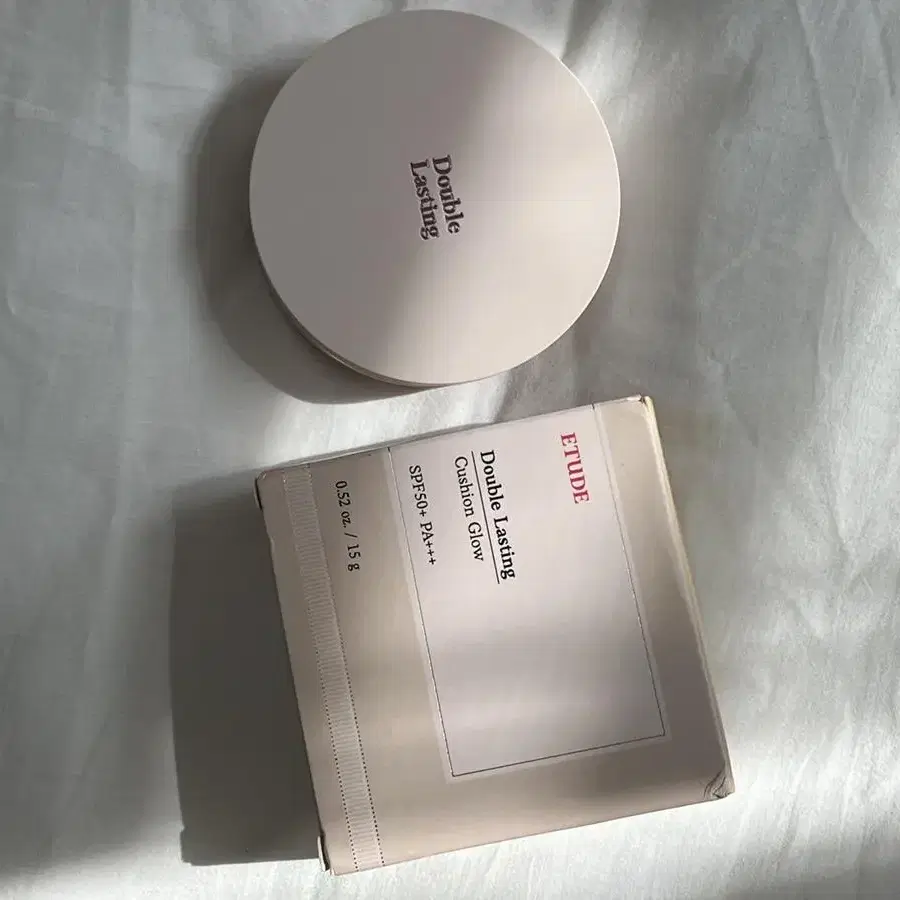 Double
Lasting
ETUDE
Double Lasting
Cushion Glow
SPF50+ PA+++
0.52 oz. / 15 g